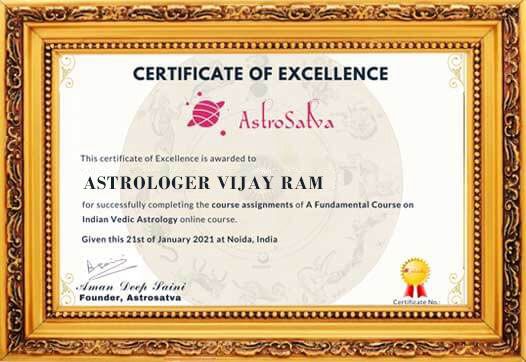 CERTIFICATE OF EXCELLENCE
AstroSatva
This certificate of Excellence is awarded to
ASTROLOGER VIJAY RAM
for successfully completing the course assignments of A Fundamental Course on
Indian Vedic Astrology online course.
Given this 21st of January 2021 at Noida, India
Aman Deep Saini
Founder, Astrosatva
Certificate No.: